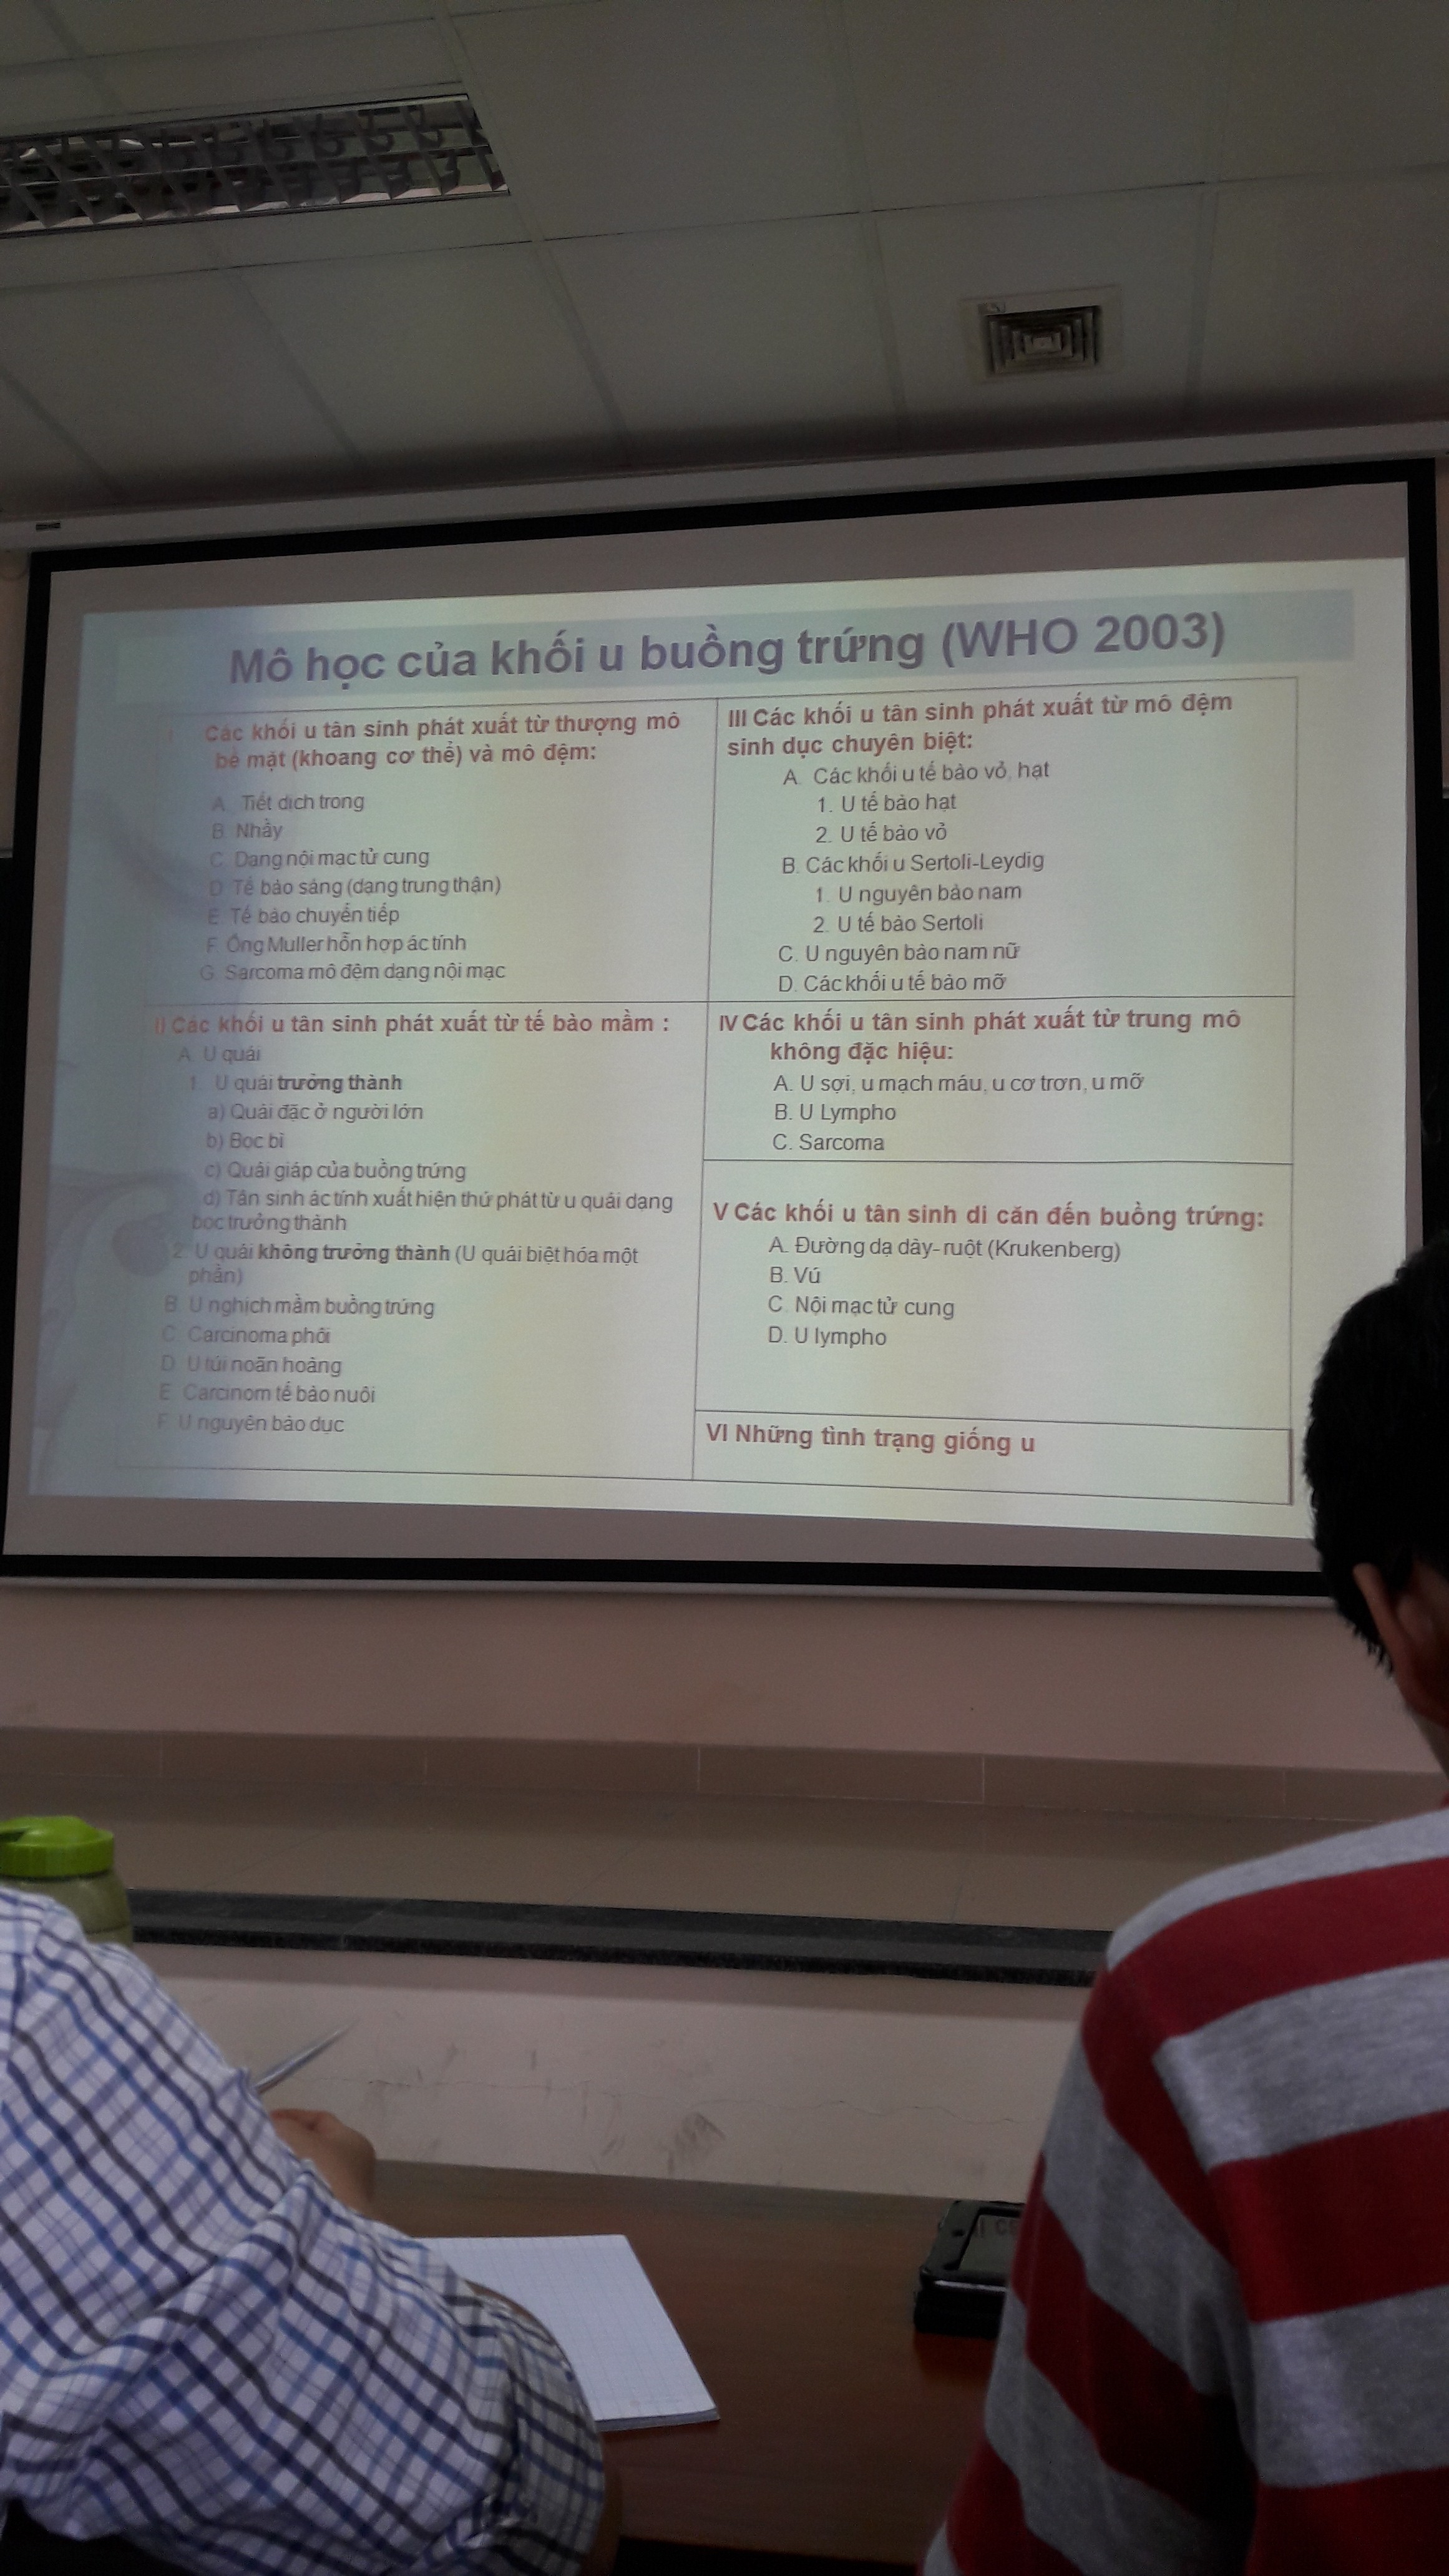 Mô học của khối u buồng trứng (WHO 2003)
I Các khối u tân sinh phát xuất từ thượng mô
bề mặt (khoang cơ thể) và mô đệm:
A. Tiết dịch trong
B. Nhầy
C. Dạng nội mạc tử cung
D. Tế bào sáng (dạng trung thận)
E. Tế bào chuyển tiếp
F. Ống Muller hỗn hợp ác tính
G. Sarcoma mô đệm dạng nội mạc
I) Các khối u tân sinh phát xuất từ tế bào mầm :
A. U quái
1. U quái trưởng thành
a) Quái đặc ở người lớn
b) Bọc bì
c) Quái giáp của buồng trứng
d) Tân sinh ác tính xuất hiện thứ phát từ u quái dạng
bọc trưởng thành
2. U quái không trưởng thành (U quái biệt hóa một
phần)
B. U nghịch mầm buồng trứng
C. Carcinoma phôi
D. U túi noãn hoàng
E. Carcinom tế bào nuôi
F. U nguyên bào dục
III Các khối u tân sinh phát xuất từ mô đệm
sinh dục chuyên biệt:
A. Các khối u tế bào vỏ, hạt
1. U tế bào hạt
2. U tế bào vỏ
B. Các khối u Sertoli-Leydig
1. U nguyên bào nam
2. U tế bào Sertoli
C. U nguyên bào nam nữ
D. Các khối u tế bào mỡ
IV Các khối u tân sinh phát xuất từ trung mô
không đặc hiệu:
A. U sợi, u mạch máu, u cơ trơn, u mỡ
B. U Lympho
C. Sarcoma
V Các khối u tân sinh di căn đến buồng trứng:
A. Đường dạ dày- ruột (Krukenberg)
B. Vú
C. Nội mạc tử cung
D. U lympho
VI Những tình trạng giống u